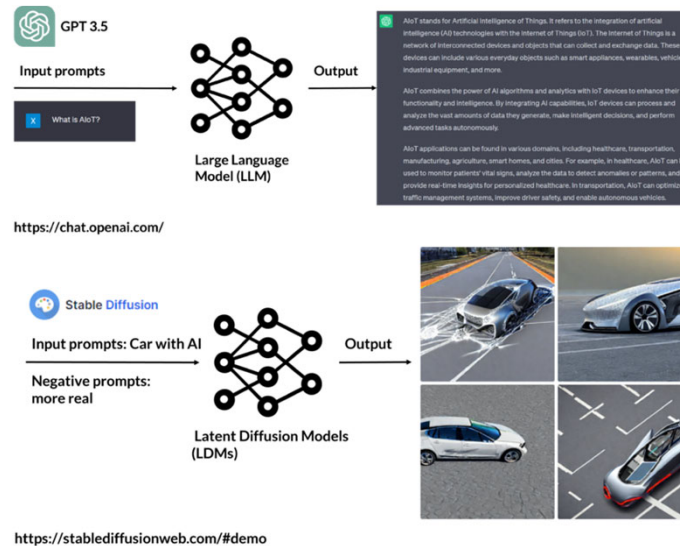 GPT 3.5
Input prompts
X What is AIoT?
Large Language
Model (LLM)
Output
AIoT stands for Artificial Intelligence of Things. It refers to the integration of artificial
intelligence (AI) technologies with the Internet of Things (IoT). The Internet of Things is a
network of interconnected devices and objects that can collect and exchange data. These
devices can include various everyday objects such as smart appliances, wearables,
industrial equipment, and more.
AIoT combines the power of AI algorithms and analytics with IoT devices to enhance their
functionality and intelligence. By integrating AI capabilities, IoT devices can process and
analyze the vast amounts of data they generate, make intelligent decisions, and perform
advanced tasks autonomously.
AIoT applications can be found in various domains, including healthcare, transportation,
manufacturing, agriculture, smart homes, and cities. For example, in healthcare, AIoT can
used to monitor patients' vital signs, analyze the data to detect anomalies or patterns, and
provide real-time insights for personalized healthcare. In transportation, AIoT can
traffic management systems, improve driver safety, and enable autonomous vehicles.
https://chat.openai.com/
Stable Diffusion
Input prompts: Car with AI
Negative prompts:
more real
Latent Diffusion Models
(LDMs)
Output
https://stablediffusionweb.com/#demo